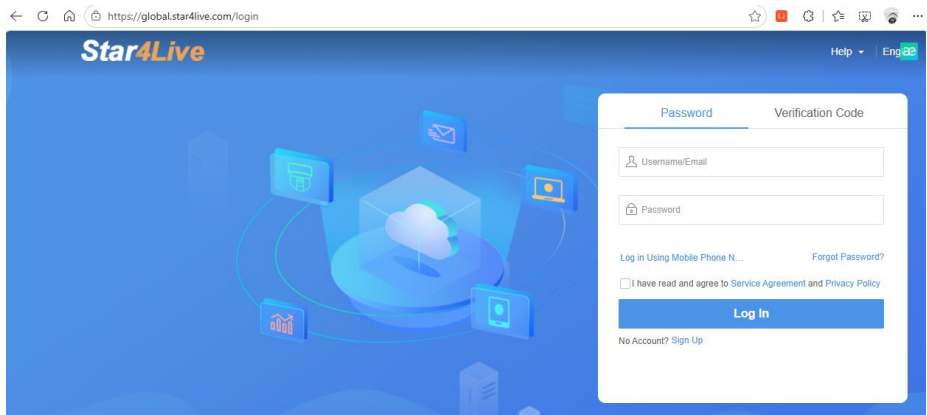 https://global.star4live.com/login
Star4Live
Help
Eng
Password Verification Code
Username/Email
Password
Log in Using Mobile Phone N... Forgot Password?
I have read and agree to Service Agreement and Privacy Policy
Log In
No Account? Sign Up